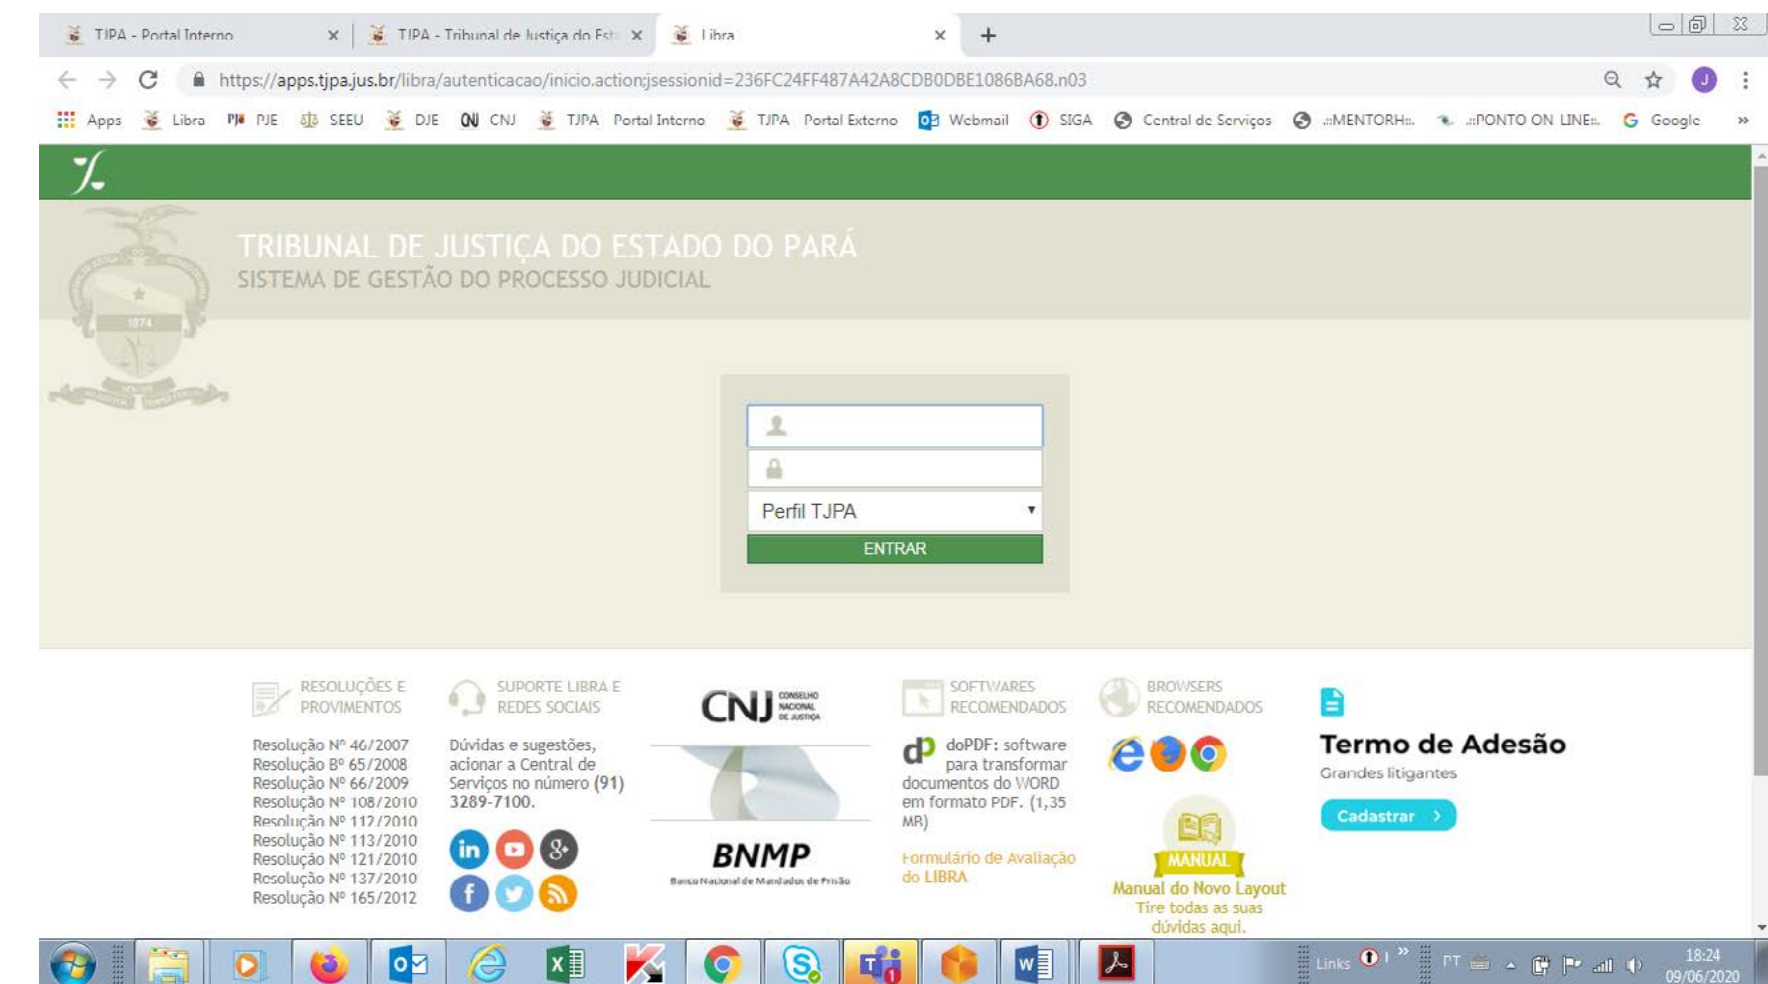 TJPA - Portal Interno
TJPA - Tribunal de Justiça do Est
Libra
https://apps.tjpa.jus.br/libra/autenticacao/inicio.action;jsessionid=236FC24FF487A42A8CDB0DBE1086BA68.n03
J
Apps Libra PJe PJE SEEU DJE CNJ CNJ TJPA Portal Interno TJPA Portal Externo Webmail SIGA Central de Serviços .::MENTORH::. .::PONTO ON LINE::. Google »
TRIBUNAL DE JUSTIÇA DO ESTADO DO PARÁ
SISTEMA DE GESTÃO DO PROCESSO JUDICIAL
1874
Perfil TJPA
ENTRAR
RESOLUÇÕES E
PROVIMENTOS
Resolução Nº 46/2007
Resolução Bº 65/2008
Resolução Nº 66/2009
Resolução Nº 108/2010
Resolução Nº 112/2010
Resolução Nº 113/2010
Resolução Nº 121/2010
Resolução Nº 137/2010
Resolução Nº 165/2012
SUPORTE LIBRA E
REDES SOCIAIS
Dúvidas e sugestões,
acionar a Central de
Serviços no número (91)
3289-7100.
in
8+
f
CNJ CONSELHO
NACIONAL
DE JUSTIÇA
BNMP
Banco Nacional de Mandados de Prisão
SOFTWARES
RECOMENDADOS
doPDF: software
para transformar
documentos do WORD
em formato PDF. (1,35
MB)
Formulário de Avaliação
do LIBRA
BROWSERS
RECOMENDADOS
MANUAL
Manual do Novo Layout
Tire todas as suas
dúvidas aqui.
Termo de Adesão
Grandes litigantes
Cadastrar >
Links
»
PT
18:24
09/06/2020